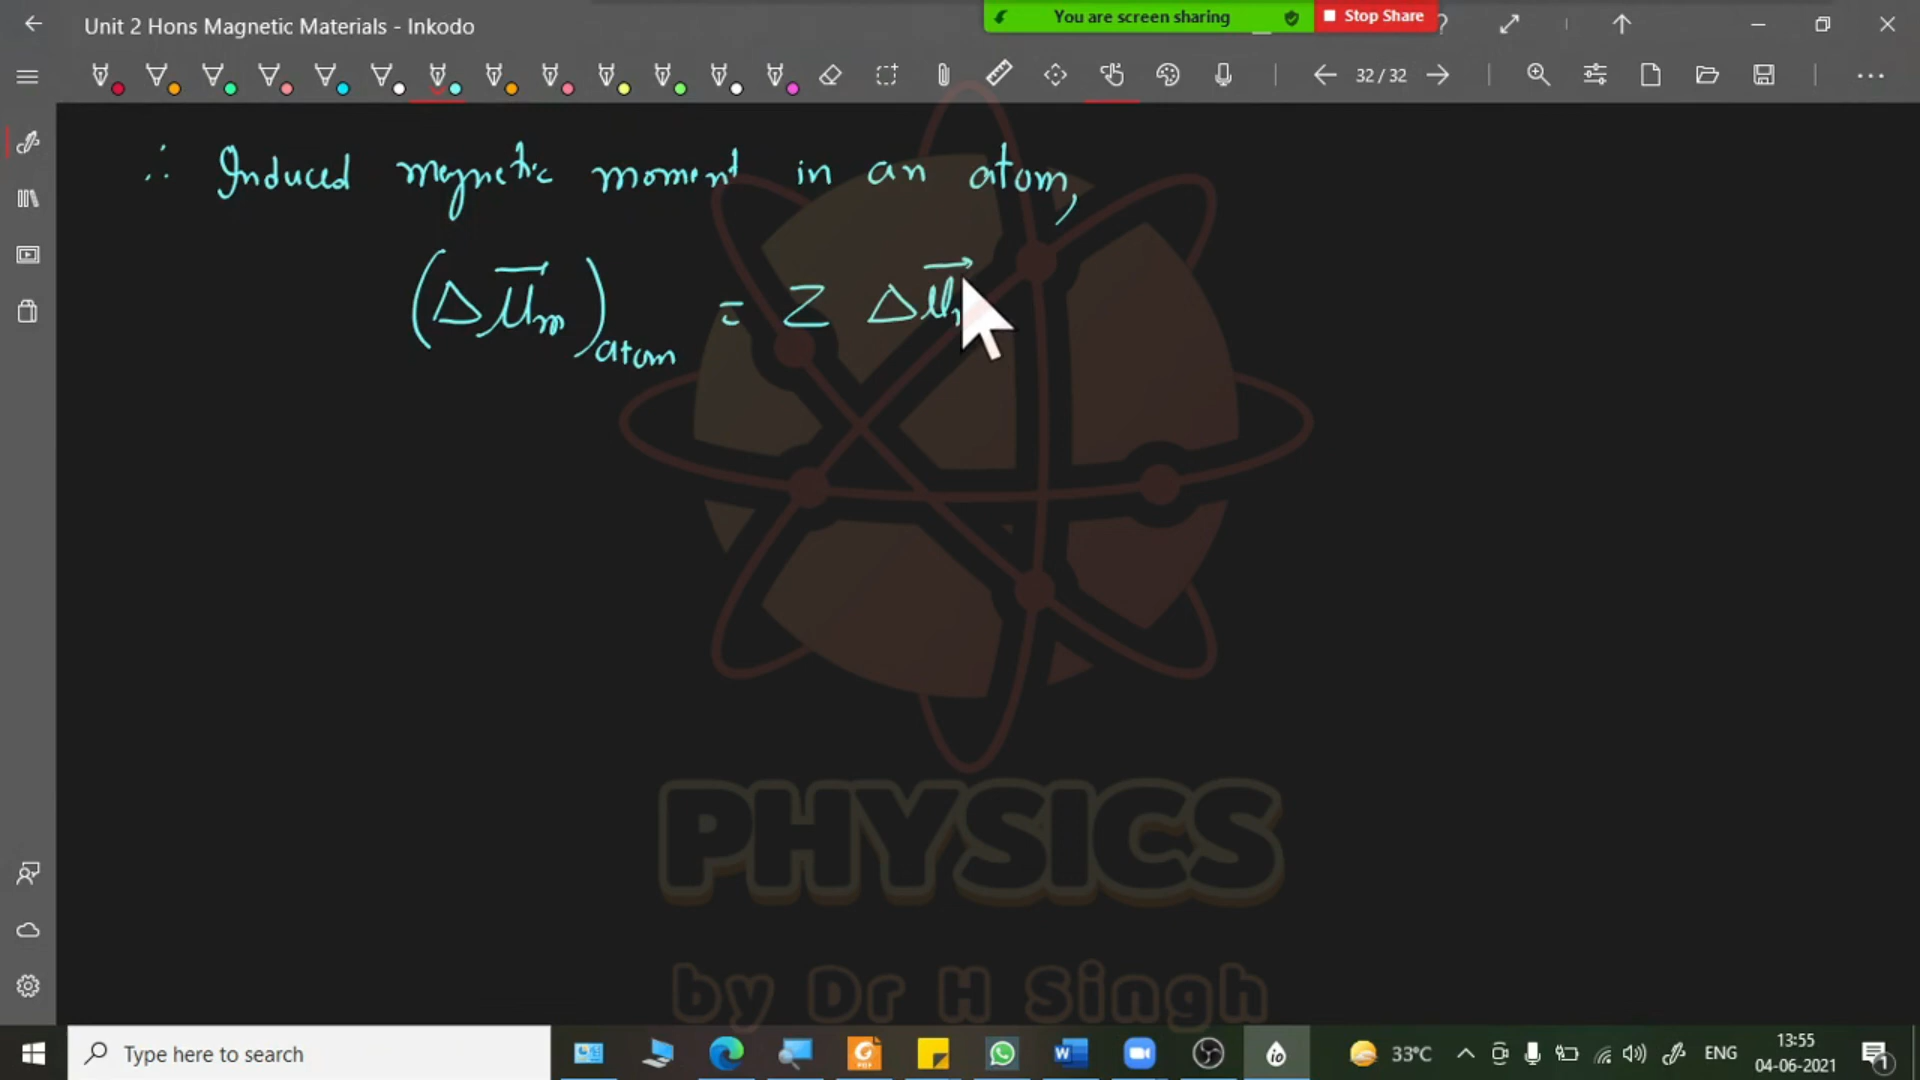 Unit 2 Hons Magnetic Materials - Inkodo
You are screen sharing
Stop Share
?
32 / 32
∴ Induced magnetic moment in an atom,
(Δμ̄m)atom = Z Δμ⃗
PHYSICS
by Dr H Singh
Type here to search
33°C
ENG
13:55
04-06-2021
1